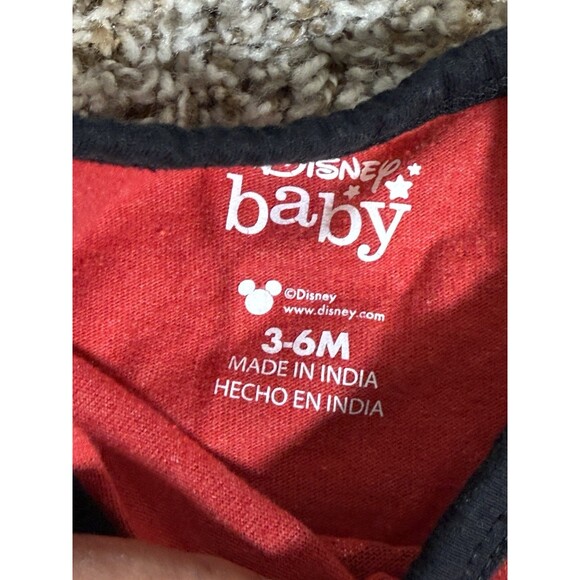 Disney
baby
©Disney
www.disney.com
3-6M
MADE IN INDIA
HECHO EN INDIA